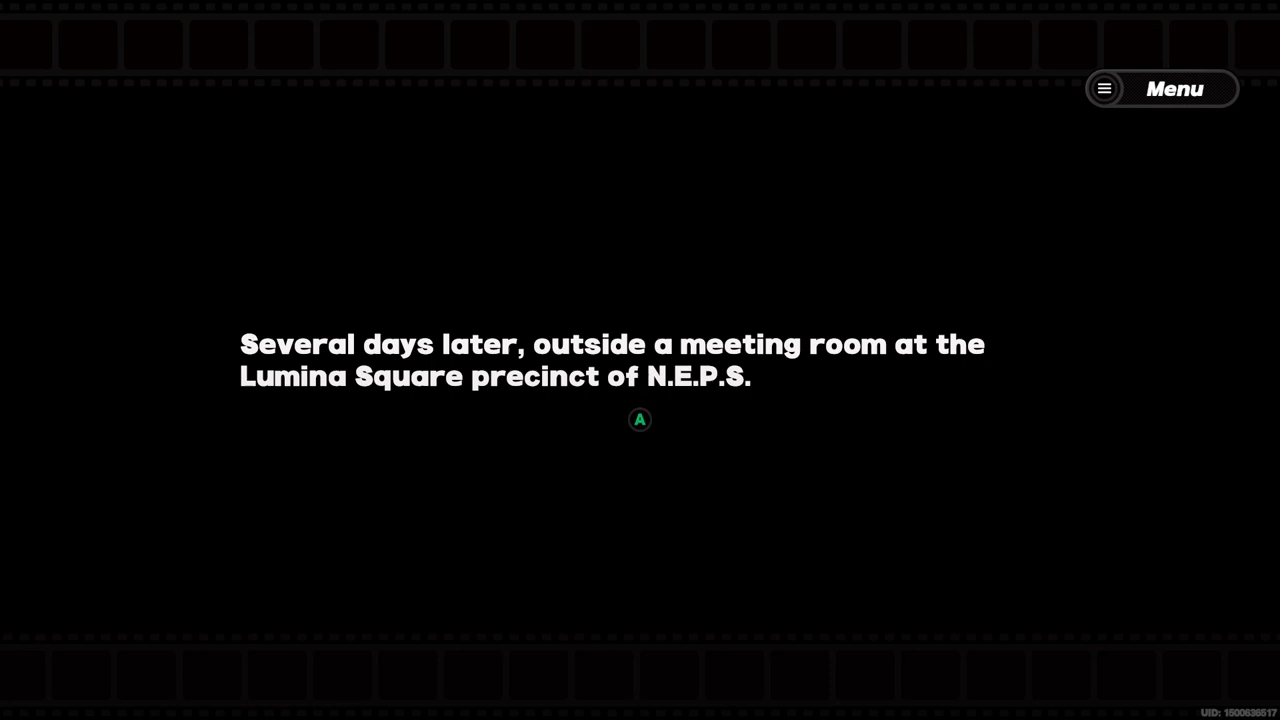 Menu
Several days later, outside a meeting room at the
Lumina Square precinct of N.E.P.S.
A
UID: 1500636517